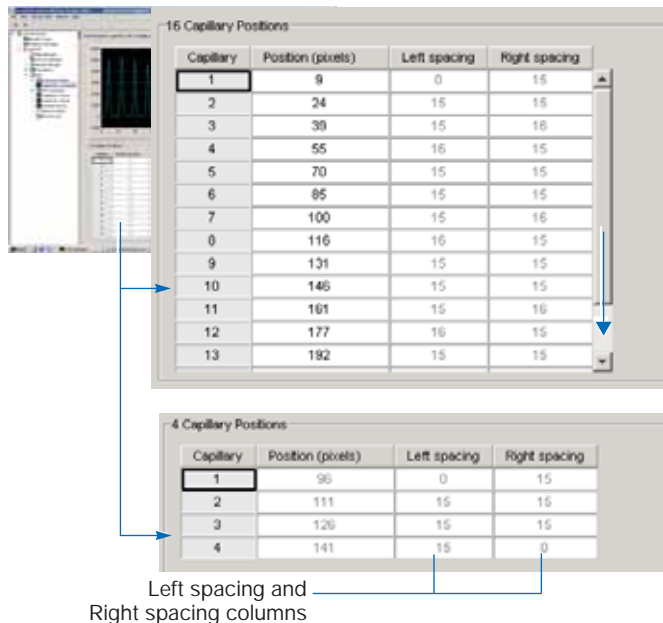 16 Capillary Positions
Capillary Position (pixels) Left spacing Right spacing
1 9 0 15
2 24 15 15
3 39 15 16
4 55 16 15
5 70 15 15
6 85 15 15
7 100 15 16
8 116 16 15
9 131 15 15
10 146 15 15
11 161 15 16
12 177 16 15
13 192 15 15
4 Capillary Positions
Capillary Position (pixels) Left spacing Right spacing
1 96 0 15
2 111 15 15
3 126 15 15
4 141 15 0
Left spacing and
Right spacing columns